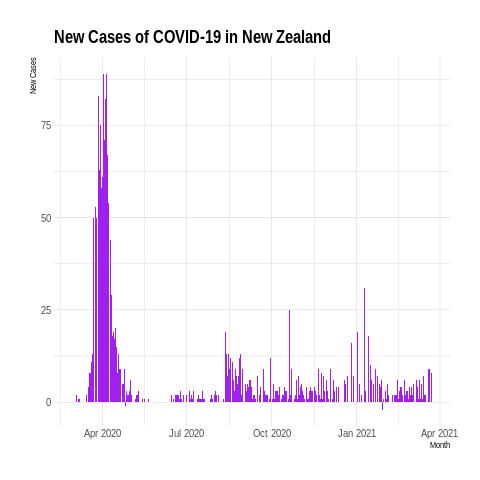 New Cases of COVID-19 in New Zealand
New Cases
75
50
25
0
Apr 2020 Jul 2020 Oct 2020 Jan 2021 Apr 2021
Month